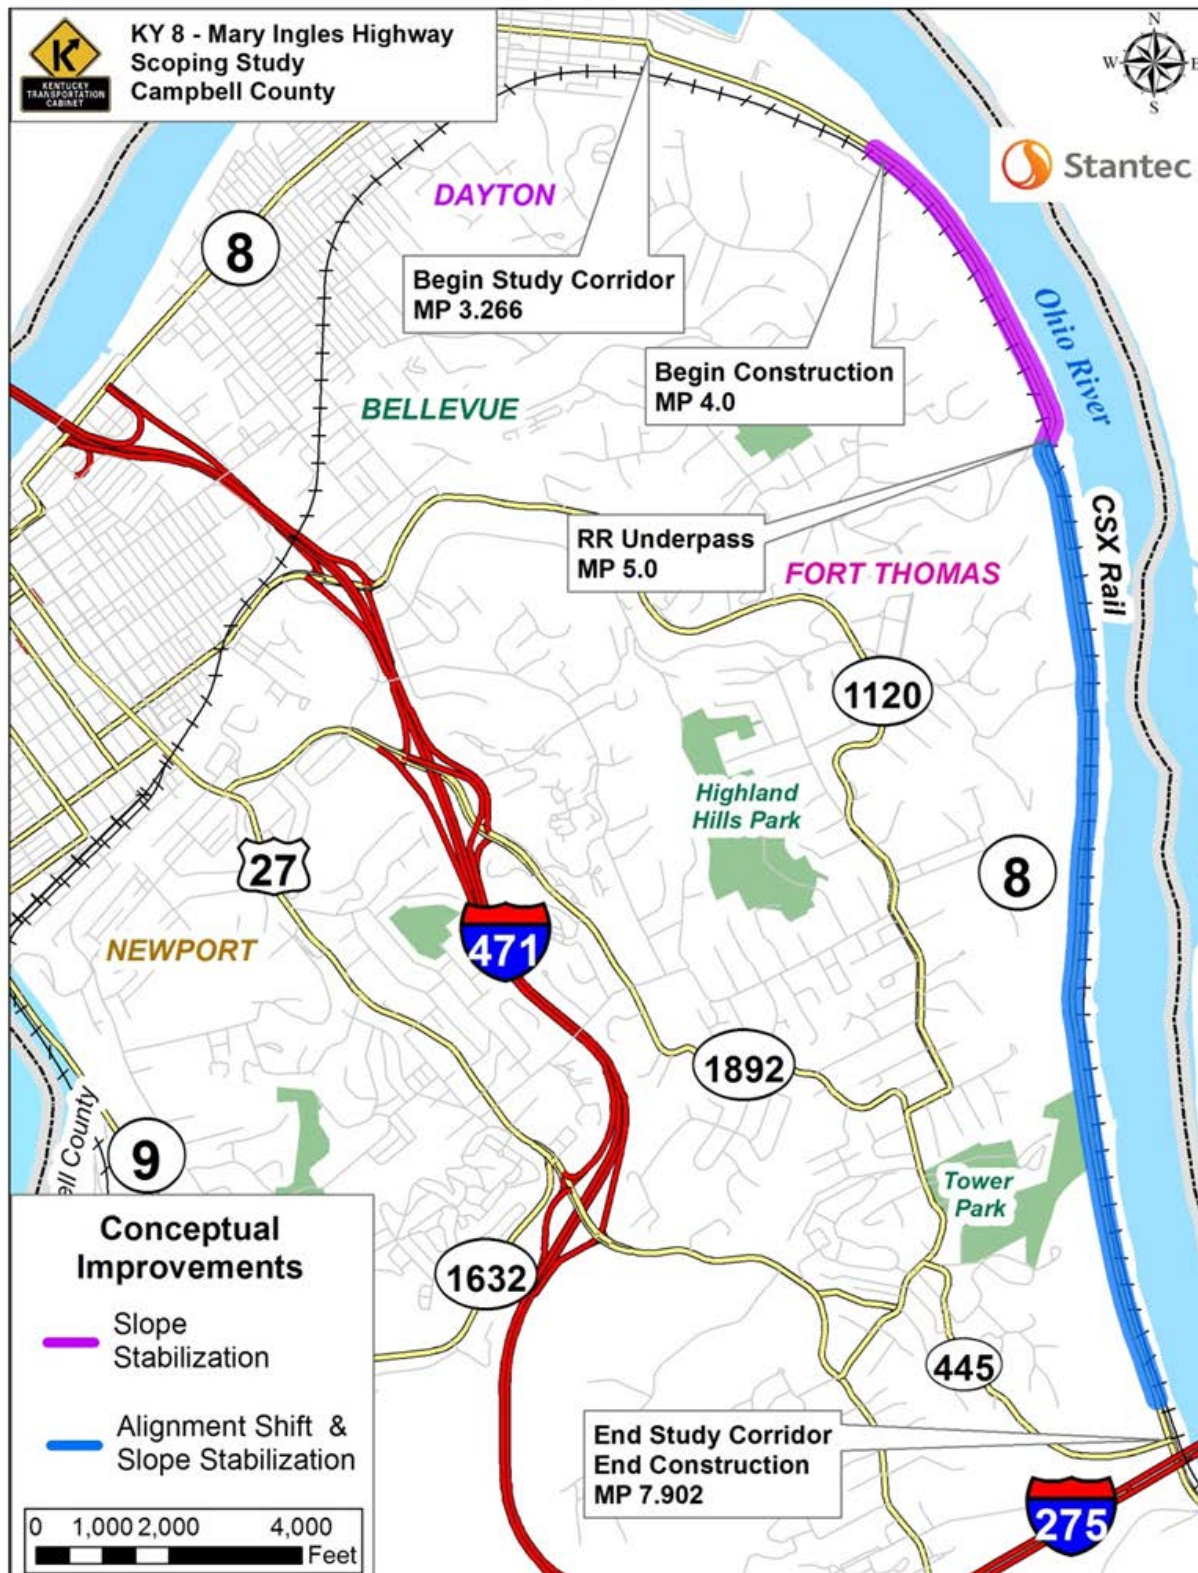 KY 8 - Mary Ingles Highway
Scoping Study
Campbell County
K
KENTUCKY
TRANSPORTATION
CABINET
N
W
E
S
Stantec
DAYTON
8
Begin Study Corridor
MP 3.266
Ohio River
Begin Construction
MP 4.0
BELLEVUE
CSX Rail
RR Underpass
MP 5.0
FORT THOMAS
1120
Highland
Hills Park
27
8
471
NEWPORT
1892
ell County
9
Tower
Park
1632
445
Conceptual
Improvements
Slope
Stabilization
Alignment Shift &
Slope Stabilization
End Study Corridor
End Construction
MP 7.902
275
0 1,000 2,000 4,000
Feet